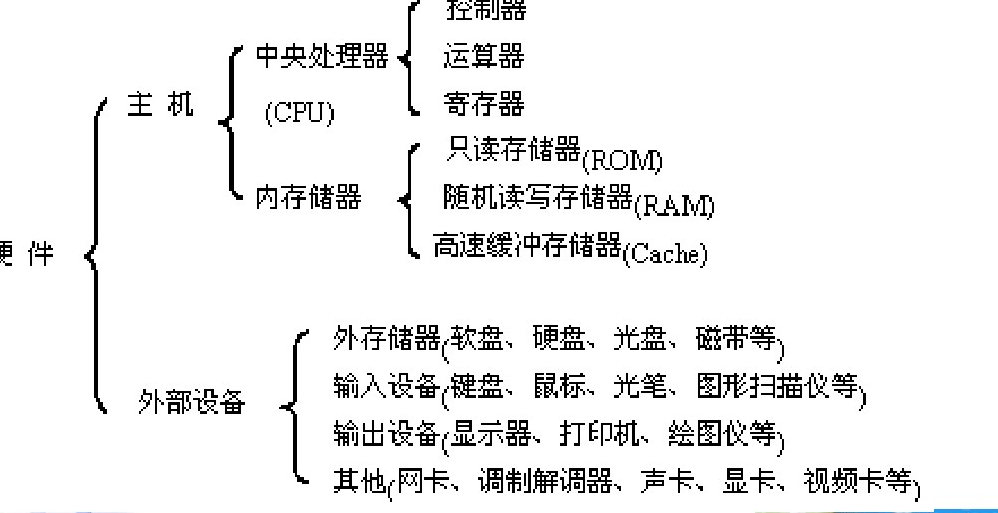 控制器
中央处理器
运算器
主 机
(CPU)
寄存器
只读存储器(ROM)
内存储器
随机读写存储器(RAM)
高速缓冲存储器(Cache)
硬 件
外存储器(软盘、硬盘、光盘、磁带等)
输入设备(键盘、鼠标、光笔、图形扫描仪等)
外部设备
输出设备(显示器、打印机、绘图仪等)
其他(网卡、调制解调器、声卡、显卡、视频卡等)